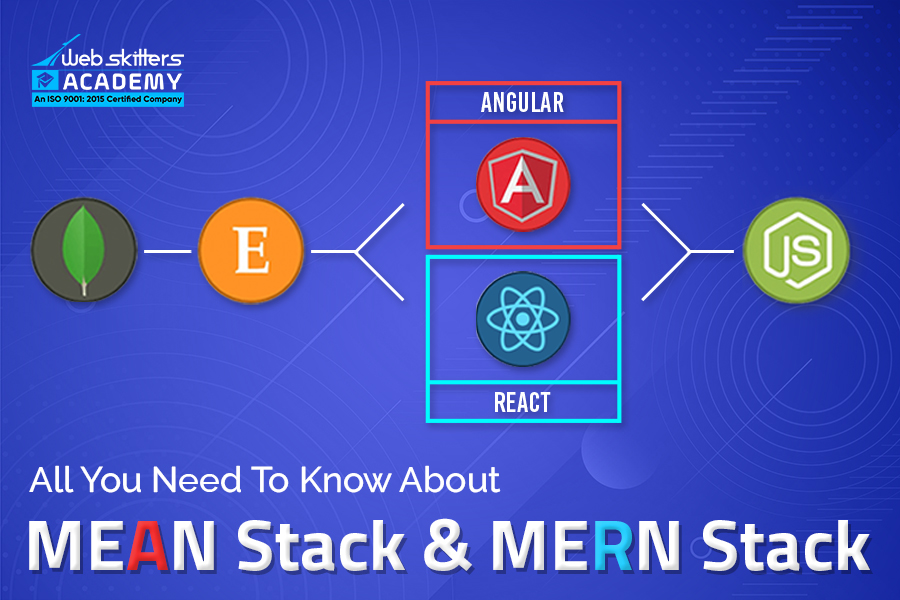 Web Skitters
ACADEMY
An ISO 9001: 2015 Certified Company
ANGULAR
A
E
JS
REACT
All You Need To Know About
MEAN Stack & MERN Stack